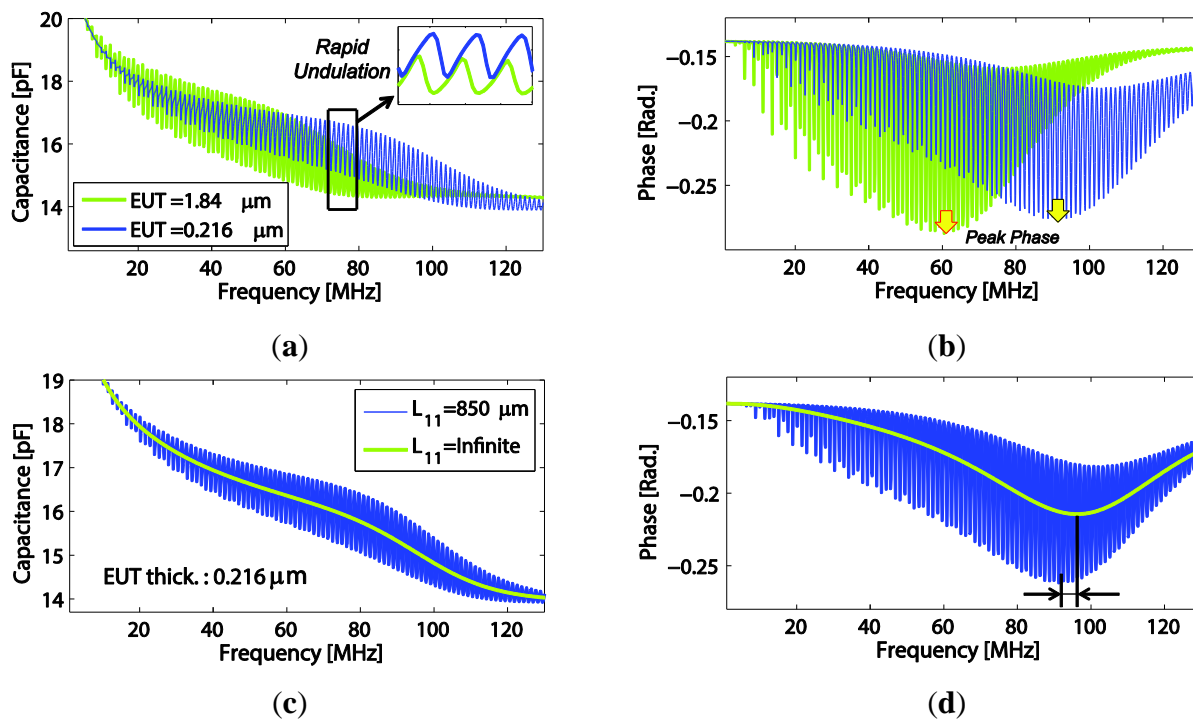 20
18
16
14
Capacitance [pF]
Rapid
Undulation
EUT =1.84 μm
EUT =0.216 μm
20 40 60 80 100 120
Frequency [MHz]
(a)
−0.15
−0.2
−0.25
Phase [Rad.]
Peak Phase
20 40 60 80 100 120
Frequency [MHz]
(b)
19
18
17
16
15
14
Capacitance [pF]
L11=850 μm
L11=Infinite
EUT thick. : 0.216 μm
20 40 60 80 100 120
Frequency [MHz]
(c)
−0.15
−0.2
−0.25
Phase [Rad.]
20 40 60 80 100 120
Frequency [MHz]
(d)